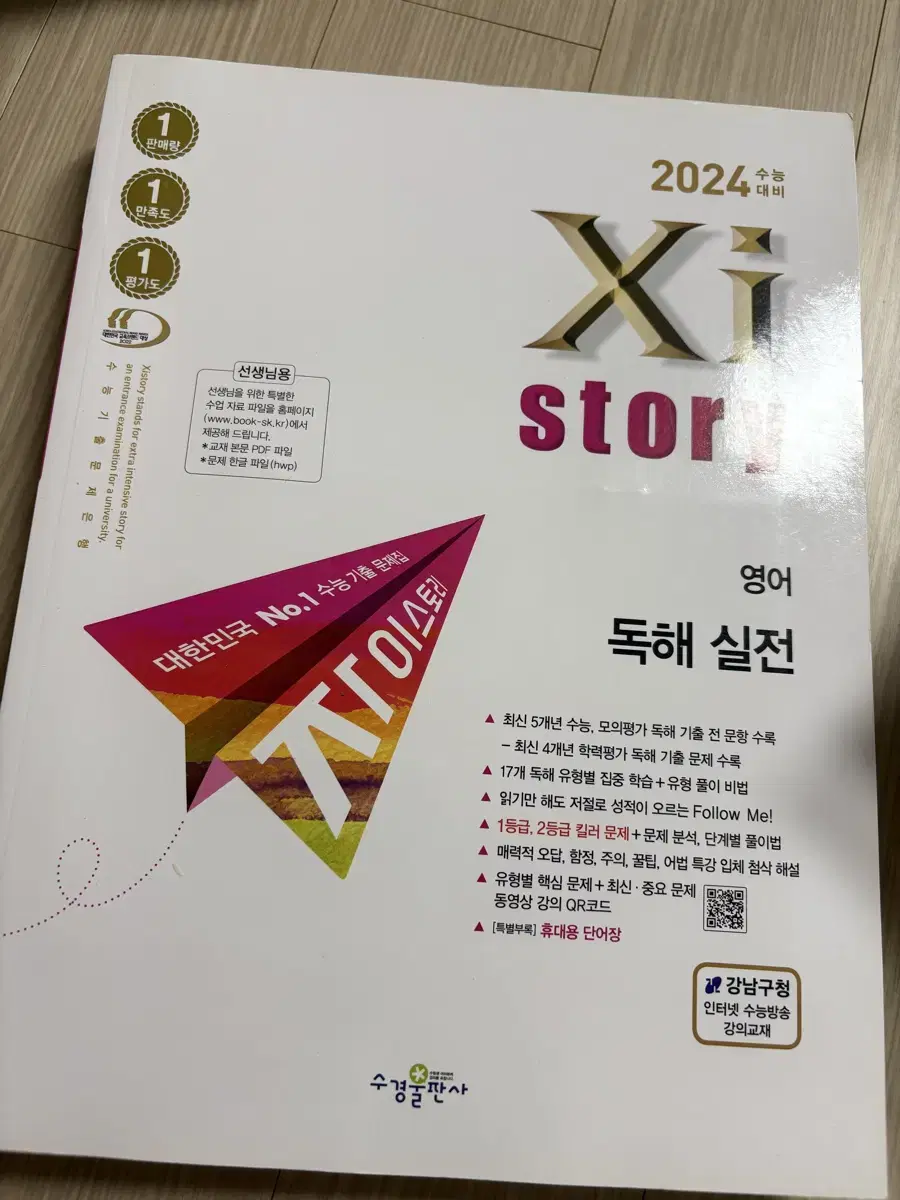 1
판매량
1
만족도
1
평가도
대한민국 교육브랜드 대상
2022
Xistory stands for extra intensive story for
an entrance examination for a university.
수능 기출 문제은행
2024 수능
대비
Xi
story
선생님용
선생님을 위한 특별한
수업 자료 파일을 홈페이지
(www.book-sk.kr)에서
제공해 드립니다.
*교재 본문 PDF 파일
*문제 한글 파일(hwp)
대한민국 No.1 수능 기출 문제집
자이스토리
영어
독해 실전
▲ 최신 5개년 수능, 모의평가 독해 기출 전 문항 수록
– 최신 4개년 학력평가 독해 기출 문제 수록
▲ 17개 독해 유형별 집중 학습+유형 풀이 비법
▲ 읽기만 해도 저절로 성적이 오르는 Follow Me!
▲ 1등급, 2등급 킬러 문제+문제 분석, 단계별 풀이법
▲ 매력적 오답, 함정, 주의, 꿀팁, 어법 특강 입체 첨삭 해설
▲ 유형별 핵심 문제+최신·중요 문제
동영상 강의 QR코드
▲ [특별부록] 휴대용 단어장
강남구청
인터넷 수능방송
강의교재
수경출판사